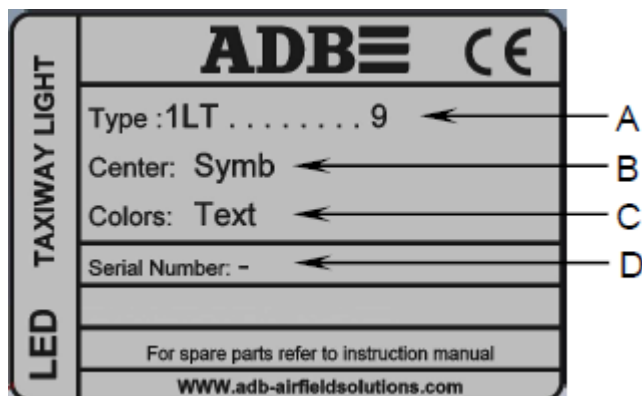 LED TAXIWAY LIGHT
ADB CE
Type :1LT . . . . . . . . 9 A
Center: Symb B
Colors: Text C
Serial Number: - D
For spare parts refer to instruction manual
WWW.adb-airfieldsolutions.com